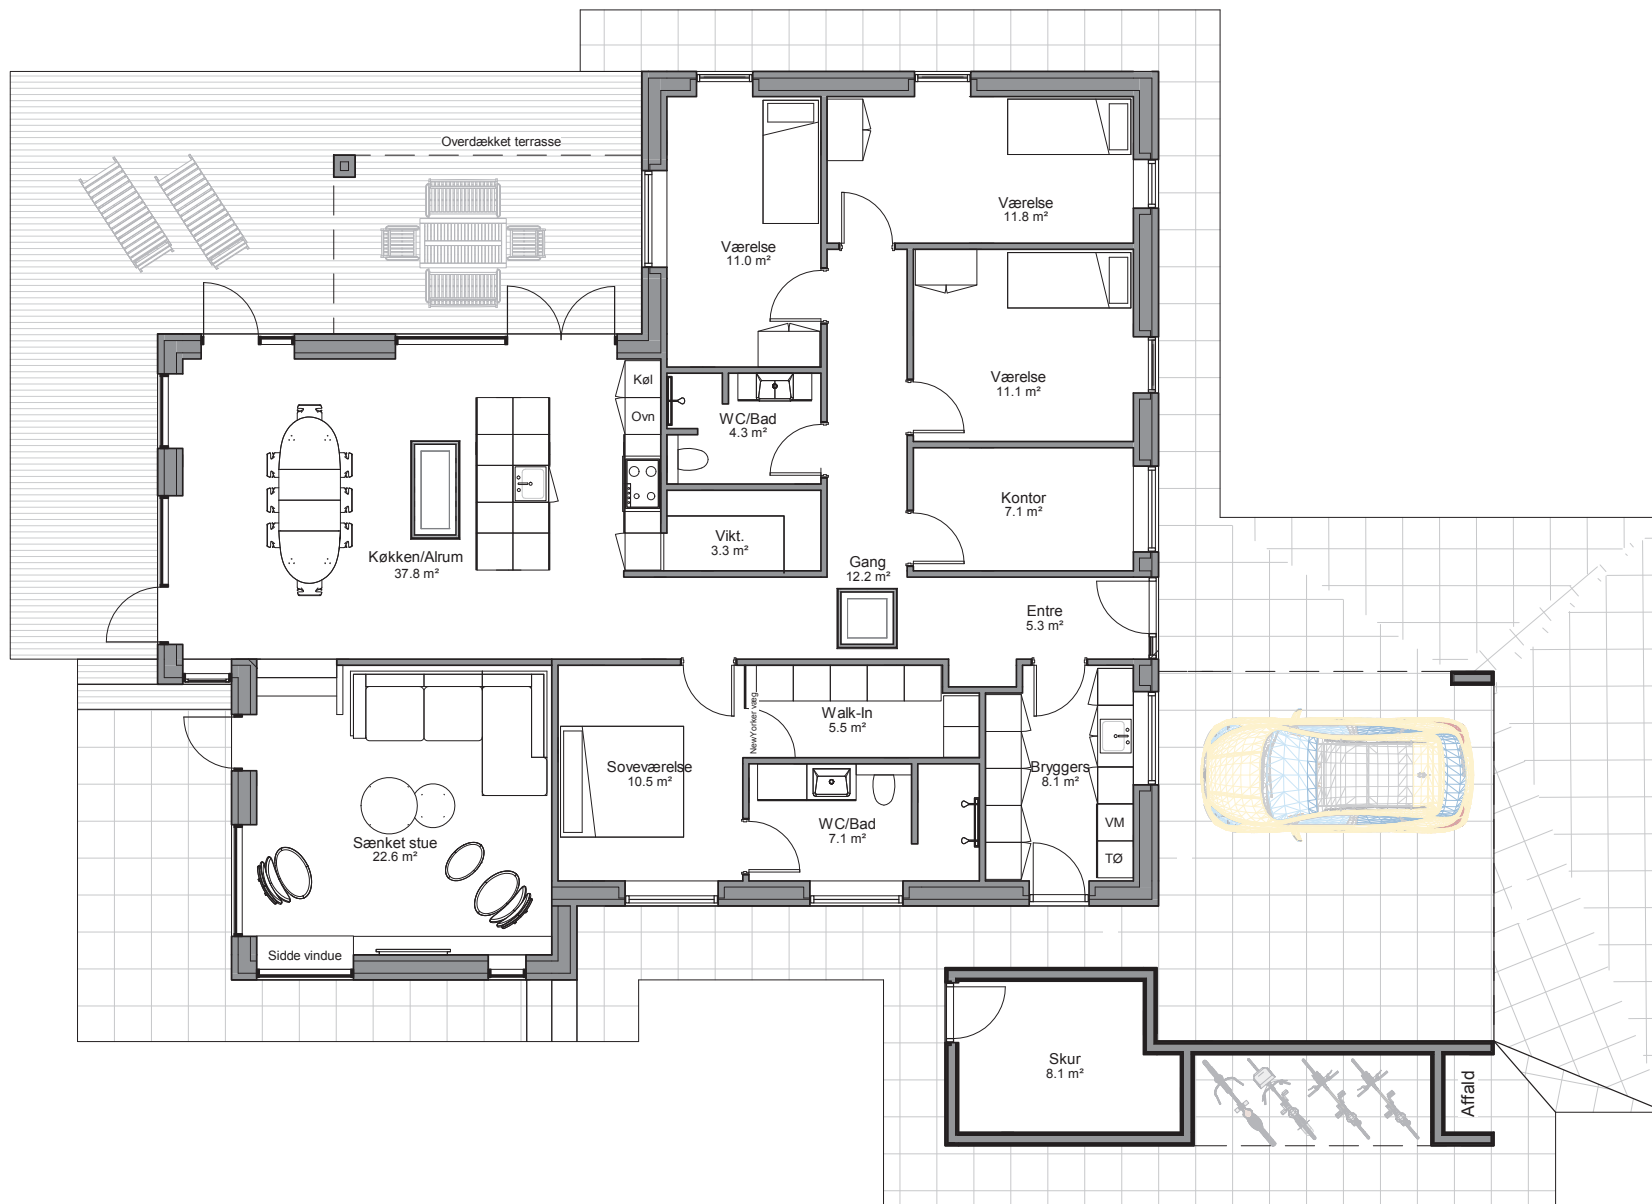 Overdækket terrasse
Værelse
11.8 m²
Værelse
11.0 m²
Køl
Ovn
WC/Bad
4.3 m²
Værelse
11.1 m²
Kontor
7.1 m²
Vikt.
3.3 m²
Køkken/Alrum
37.8 m²
Gang
12.2 m²
Entre
5.3 m²
NewYorker væg
Walk-In
5.5 m²
Soveværelse
10.5 m²
Bryggers
8.1 m²
VM
TØ
WC/Bad
7.1 m²
Sænket stue
22.6 m²
Sidde vindue
Skur
8.1 m²
Affald